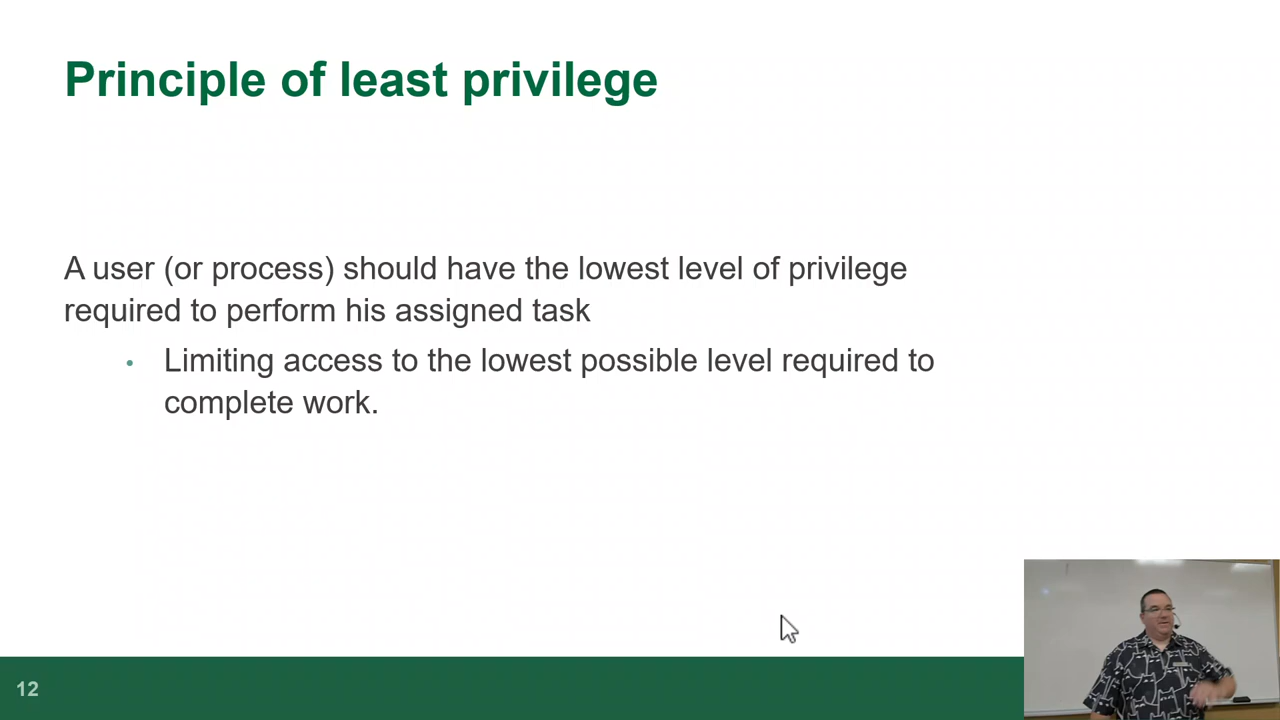 Principle of least privilege
A user (or process) should have the lowest level of privilege
required to perform his assigned task
• Limiting access to the lowest possible level required to
complete work.
12